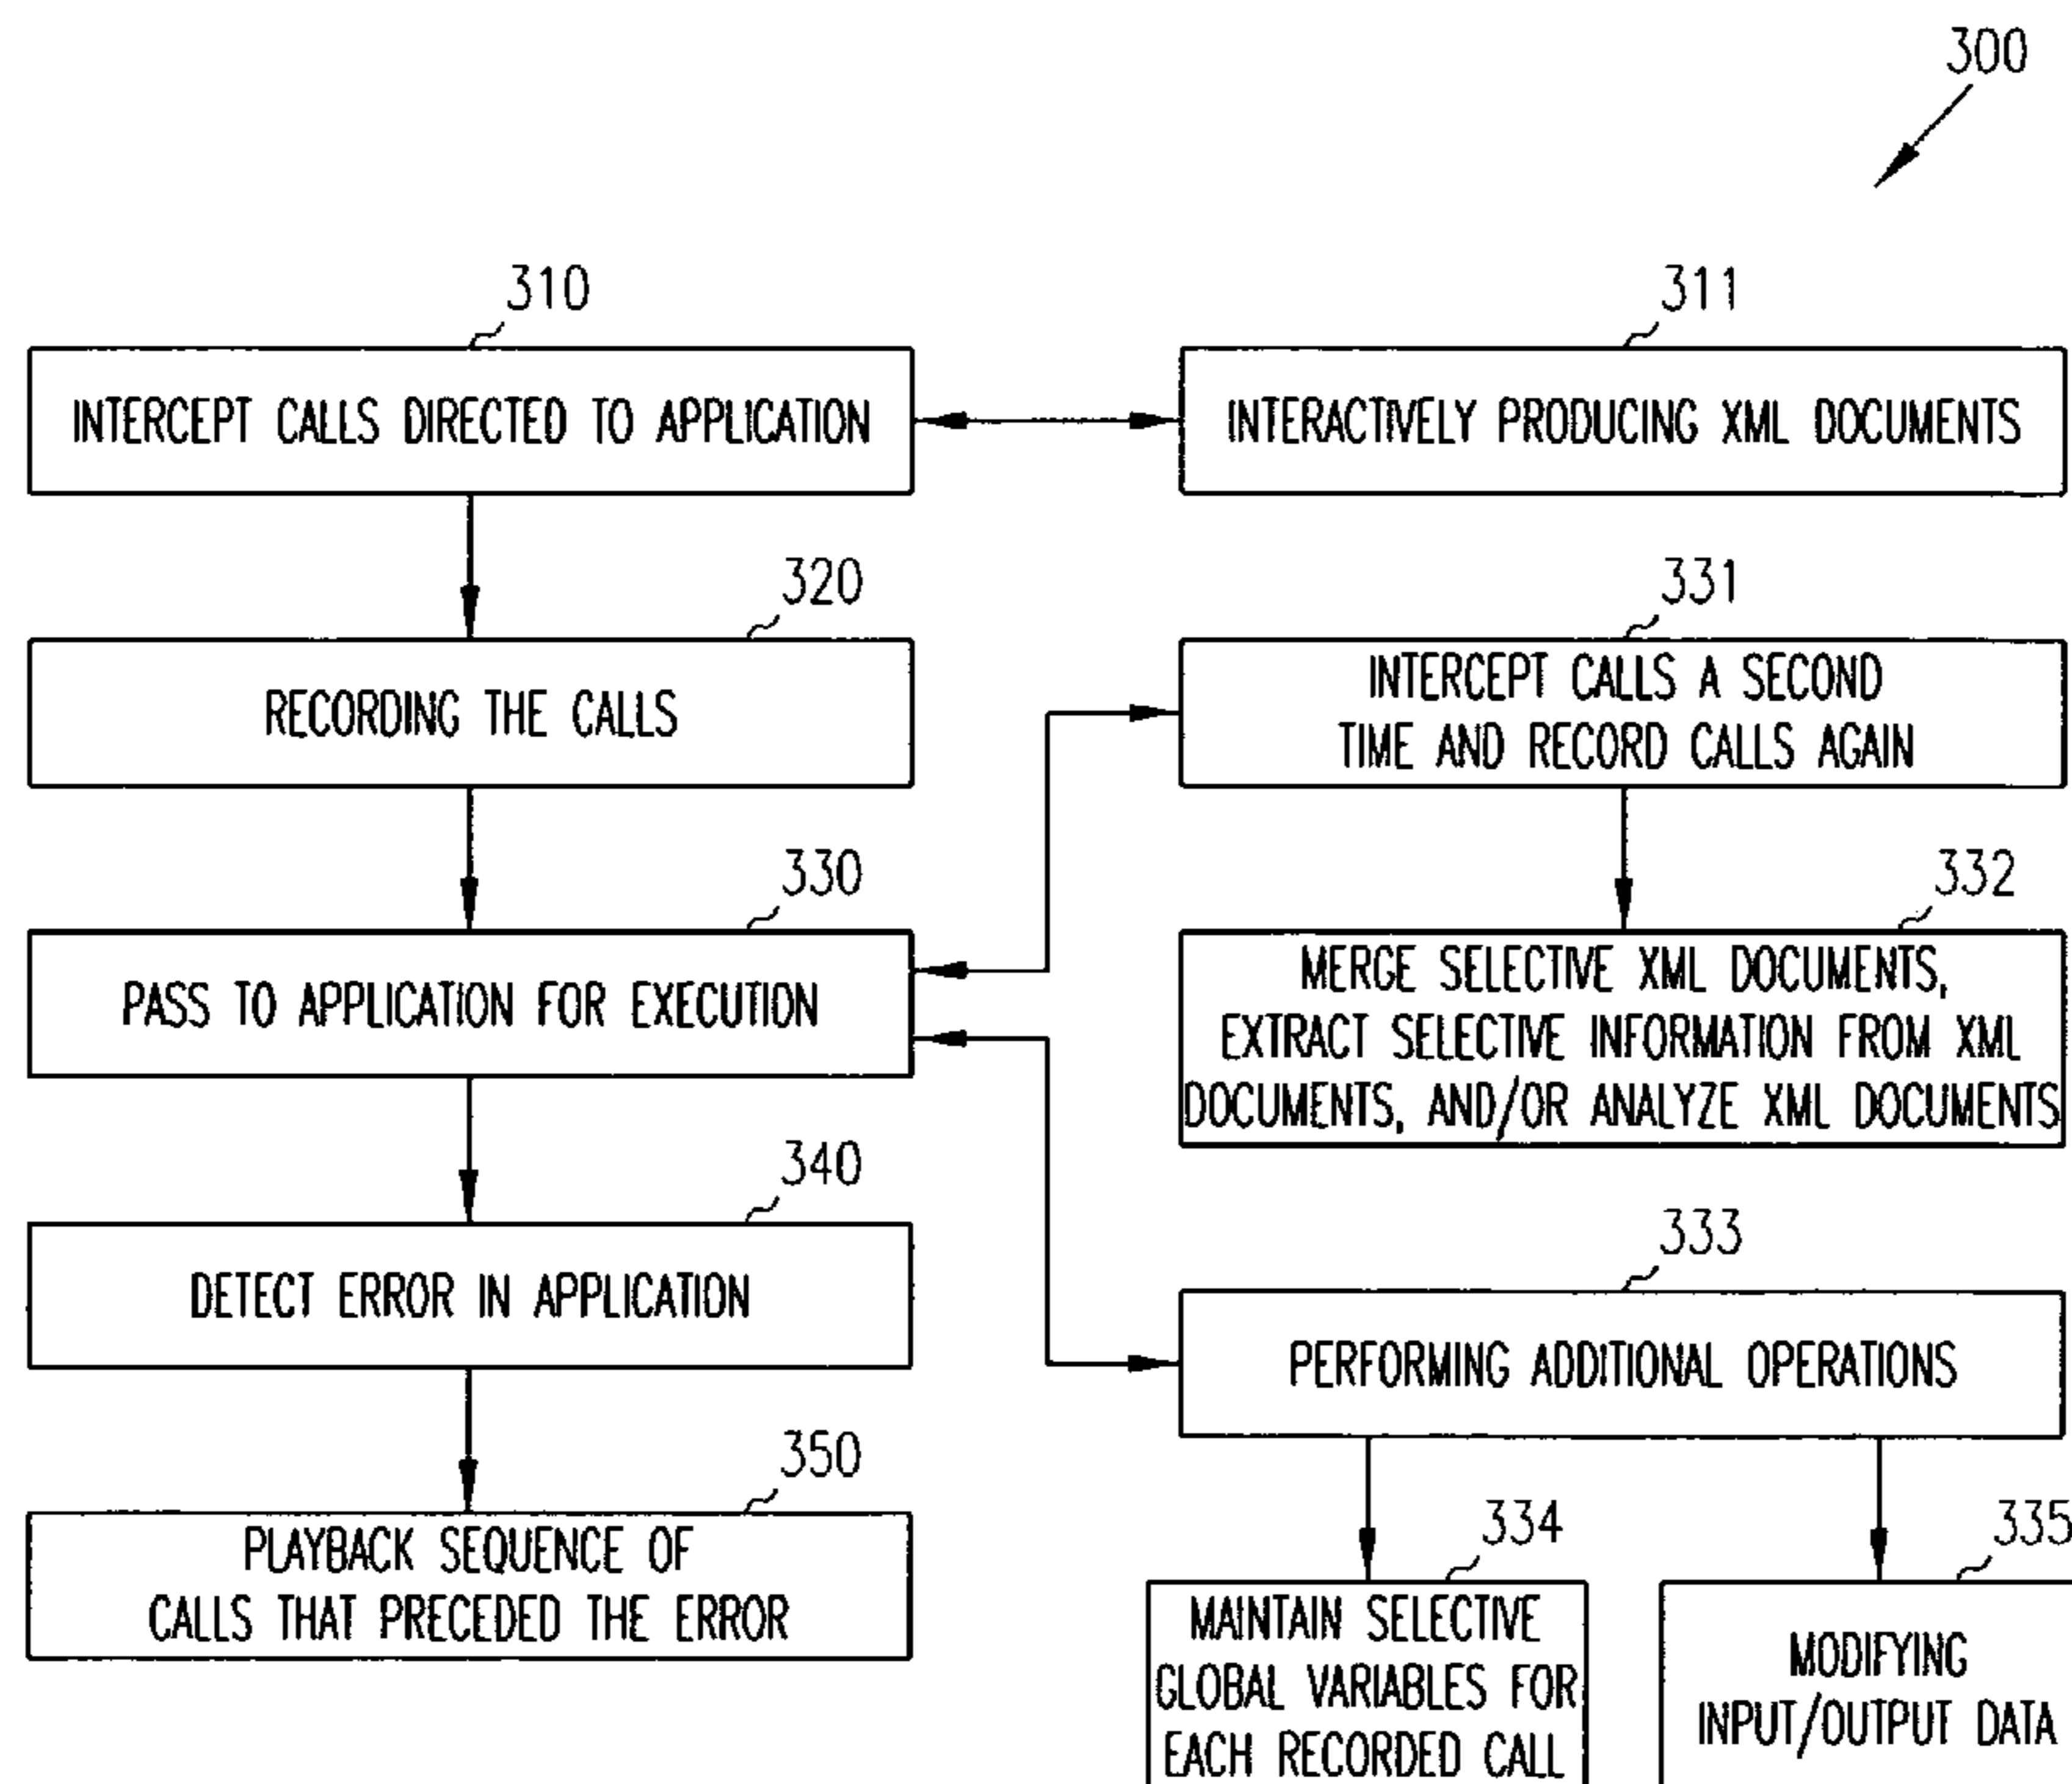 300
310
INTERCEPT CALLS DIRECTED TO APPLICATION
311
INTERACTIVELY PRODUCING XML DOCUMENTS
320
RECORDING THE CALLS
331
INTERCEPT CALLS A SECOND
TIME AND RECORD CALLS AGAIN
330
PASS TO APPLICATION FOR EXECUTION
332
MERGE SELECTIVE XML DOCUMENTS,
EXTRACT SELECTIVE INFORMATION FROM XML
DOCUMENTS, AND/OR ANALYZE XML DOCUMENTS
340
DETECT ERROR IN APPLICATION
333
PERFORMING ADDITIONAL OPERATIONS
350
PLAYBACK SEQUENCE OF
CALLS THAT PRECEDED THE ERROR
334
MAINTAIN SELECTIVE
GLOBAL VARIABLES FOR
EACH RECORDED CALL
335
MODIFYING
INPUT/OUTPUT DATA